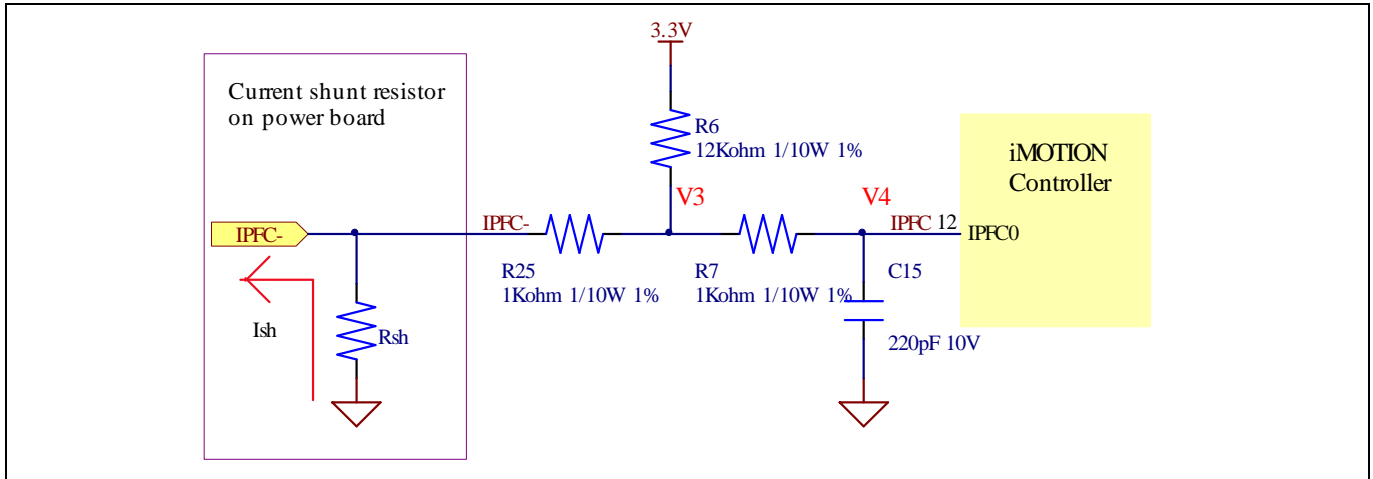 3.3V
Current shunt resistor
on power board
R6
12Kohm 1/10W 1%
iMOTION
Controller
V3
V4
IPFC-
IPFC-
IPFC 12
IPFC0
R25
1Kohm 1/10W 1%
R7
1Kohm 1/10W 1%
C15
220pF 10V
Ish
Rsh